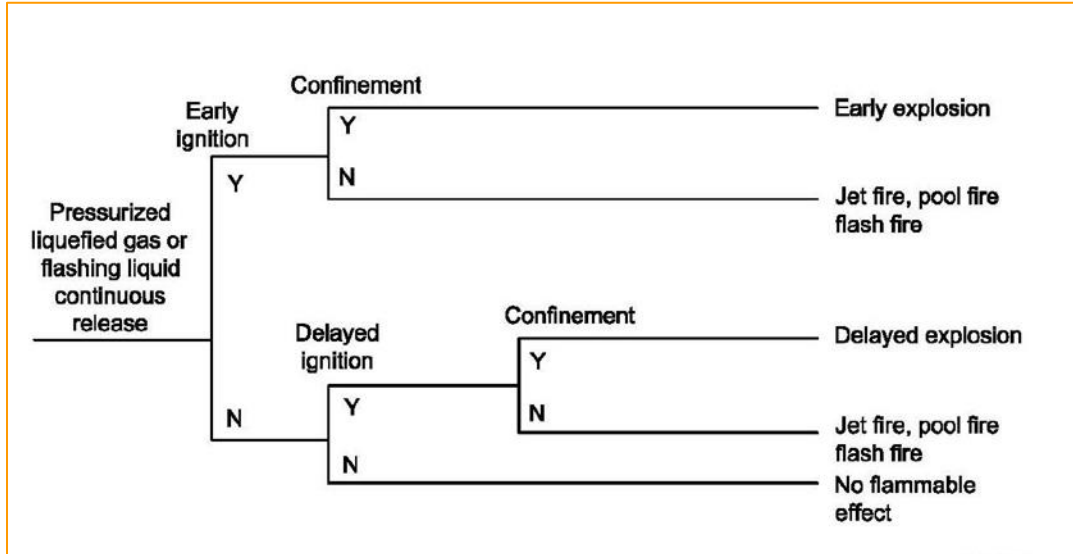 Confinement
Early
ignition
Y
Early explosion
Y
N
Jet fire, pool fire
flash fire
Pressurized
liquefied gas or
flashing liquid
continuous
release
Confinement
Delayed
ignition
Y
Delayed explosion
N
Y
N
Jet fire, pool fire
flash fire
N
No flammable
effect